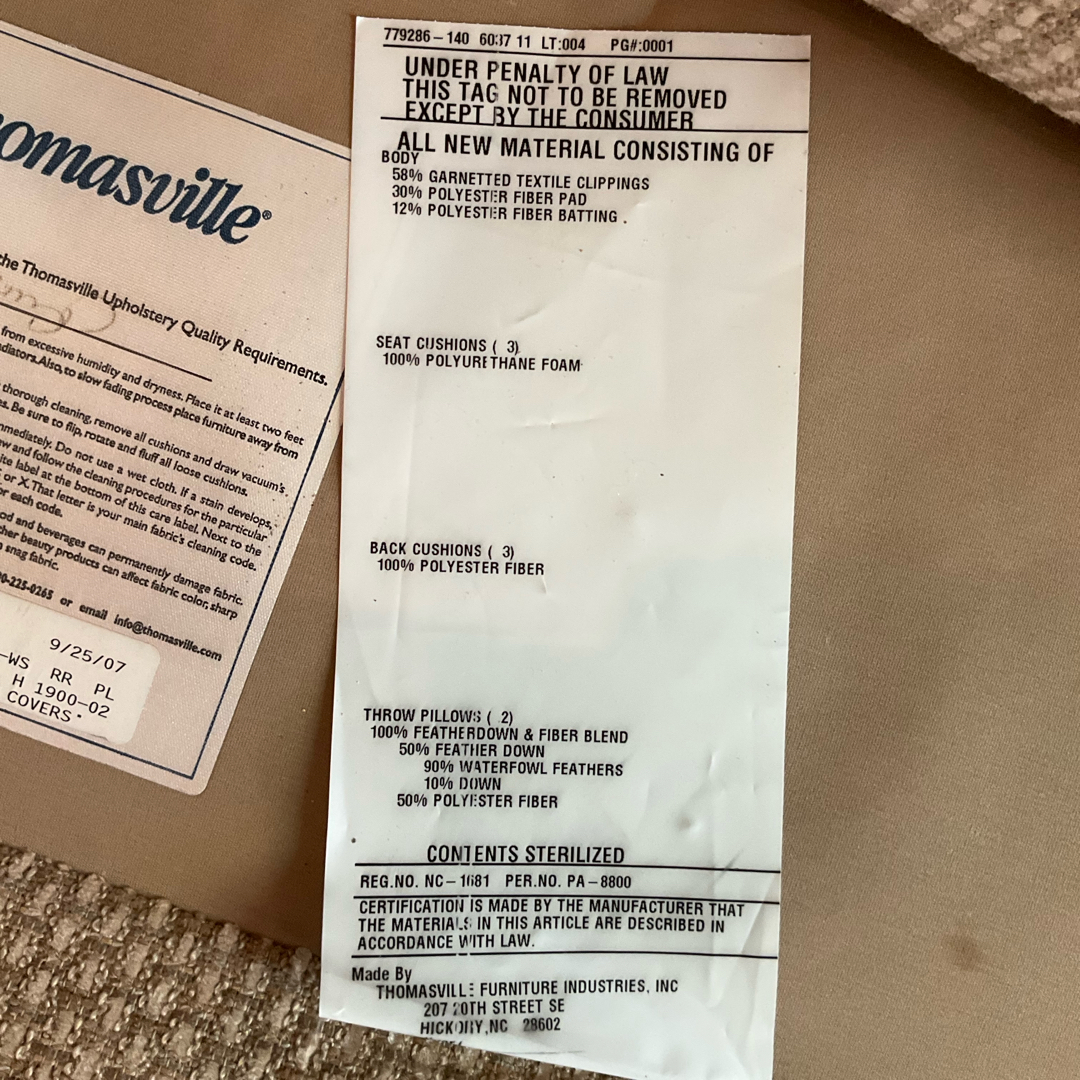 omasville®
the Thomasville Upholstery Quality Requirements.
from excessive humidity and dryness. Place it at least two feet
Also, to slow fading process place furniture away from
thorough cleaning, remove all cushions and draw vacuum's
Be sure to flip, rotate and fluff all loose cushions.
Do not use a wet cloth. If a stain develops,
and follow the cleaning procedures for the particular
label at the bottom of this care label. Next to the
or X. That letter is your main fabric's cleaning code.
each code.
and beverages can permanently damage fabric.
beauty products can affect fabric color, sharp
snag fabric.
0-225-0265 or email info@thomasville.com
9/25/07
-WS RR PL
H 1900-02
COVERS
779286-140 6037 11 LT:004 PG#:0001
UNDER PENALTY OF LAW
THIS TAG NOT TO BE REMOVED
EXCEPT BY THE CONSUMER
ALL NEW MATERIAL CONSISTING OF
BODY
58% GARNETTED TEXTILE CLIPPINGS
30% POLYESTER FIBER PAD
12% POLYESTER FIBER BATTING .
SEAT CUSHIONS ( 3)
100% POLYURETHANE FOAM
BACK CUSHIONS ( 3)
100% POLYESTER FIBER
THROW PILLOWS ( 2)
100% FEATHERDOWN & FIBER BLEND
50% FEATHER DOWN
90% WATERFOWL FEATHERS
10% DOWN
50% POLYESTER FIBER
CONTENTS STERILIZED
REG.NO. NC-1681 PER.NO. PA-8800
CERTIFICATION IS MADE BY THE MANUFACTURER THAT
THE MATERIALS IN THIS ARTICLE ARE DESCRIBED IN
ACCORDANCE WITH LAW.
Made By
THOMASVILLE FURNITURE INDUSTRIES, INC
207 20TH STREET SE
HICKORY,NC 28602